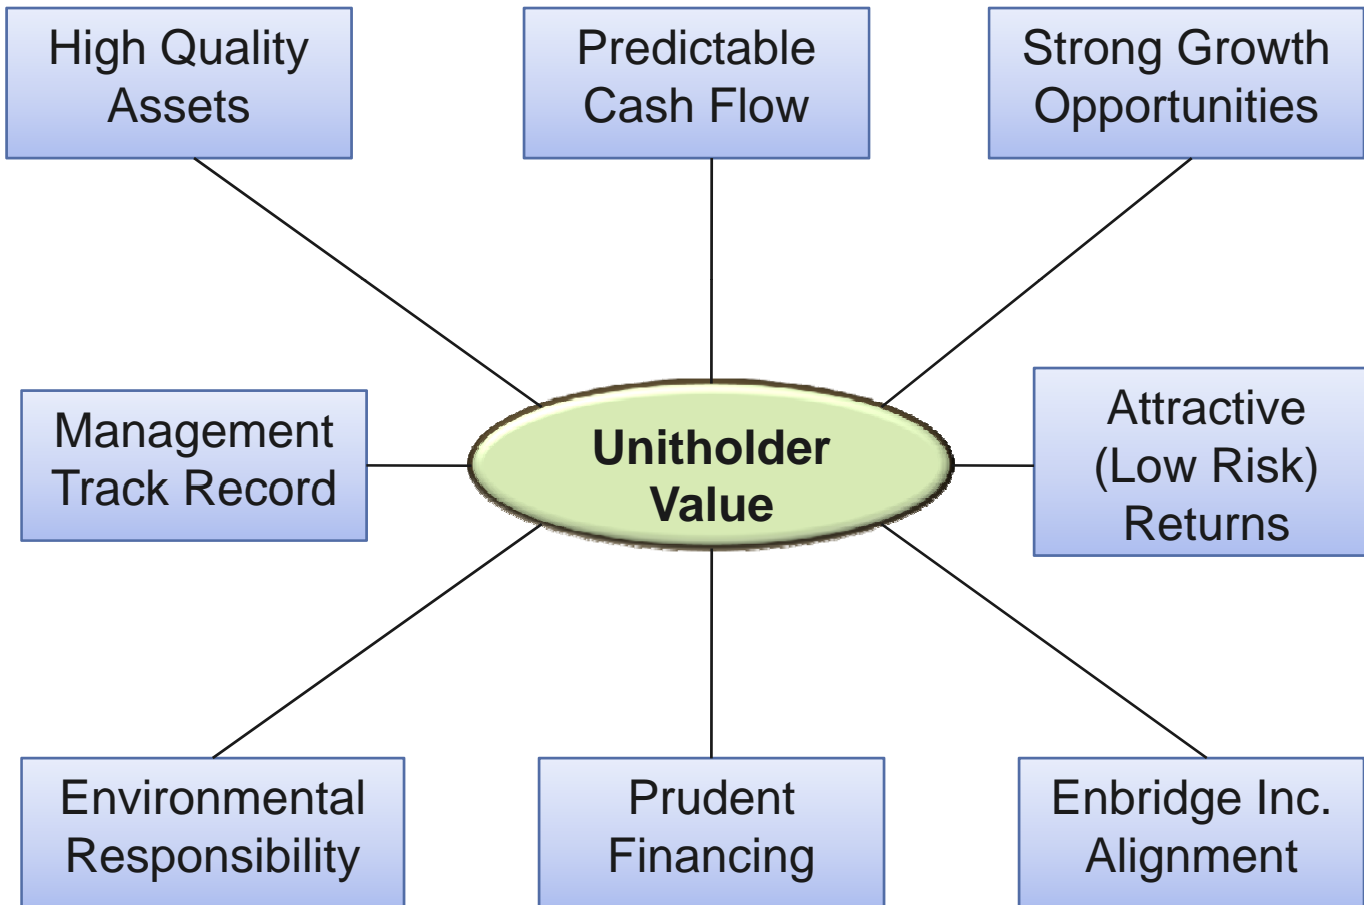 High Quality
Assets
Predictable
Cash Flow
Strong Growth
Opportunities
Management
Track Record
Unitholder
Value
Attractive
(Low Risk)
Returns
Environmental
Responsibility
Prudent
Financing
Enbridge Inc.
Alignment